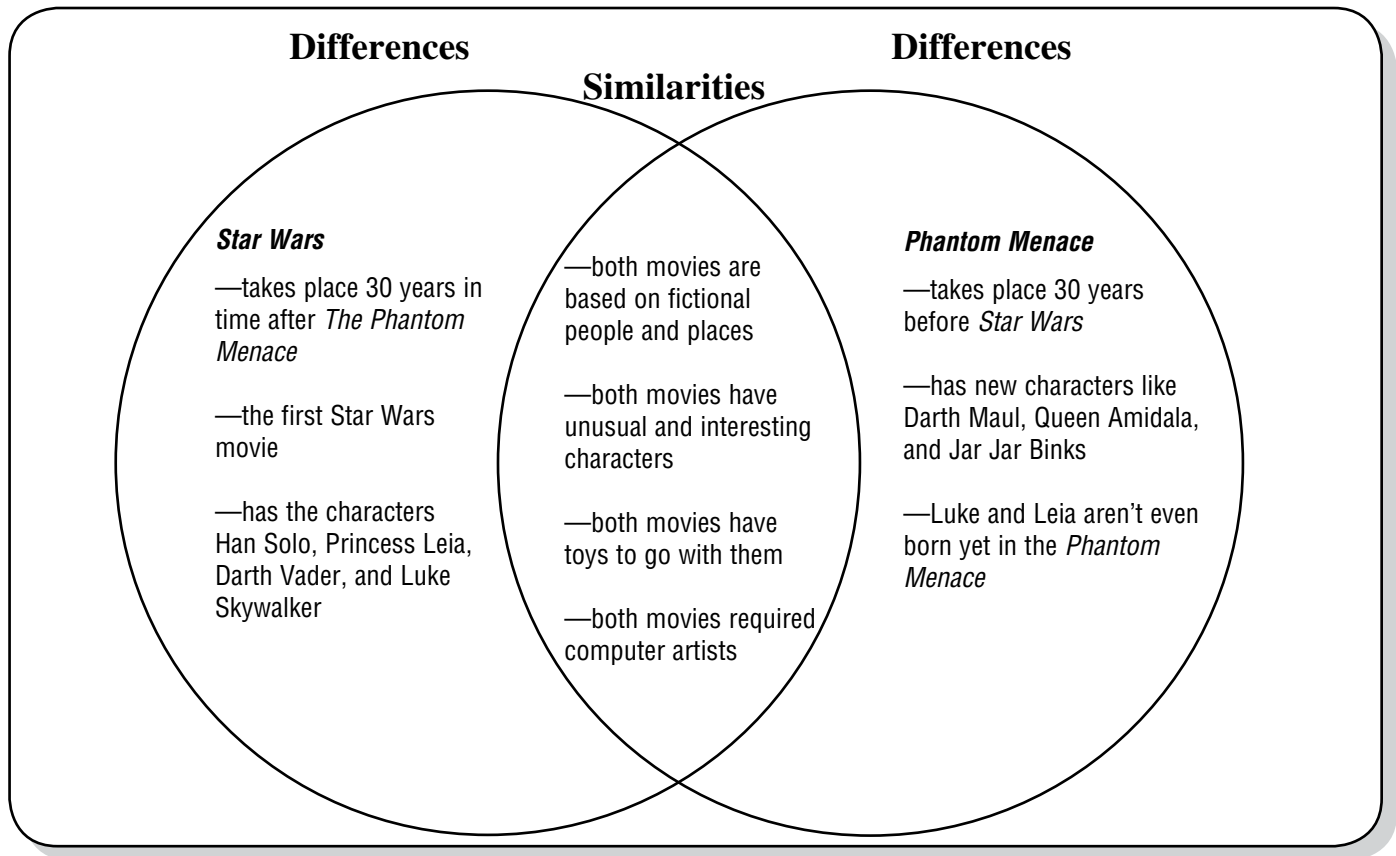 Differences
Differences
Similarities
Star Wars
—takes place 30 years in
time after The Phantom
Menace
—the first Star Wars
movie
—has the characters
Han Solo, Princess Leia,
Darth Vader, and Luke
Skywalker
—both movies are
based on fictional
people and places
—both movies have
unusual and interesting
characters
—both movies have
toys to go with them
—both movies required
computer artists
Phantom Menace
—takes place 30 years
before Star Wars
—has new characters like
Darth Maul, Queen Amidala,
and Jar Jar Binks
—Luke and Leia aren't even
born yet in the Phantom
Menace